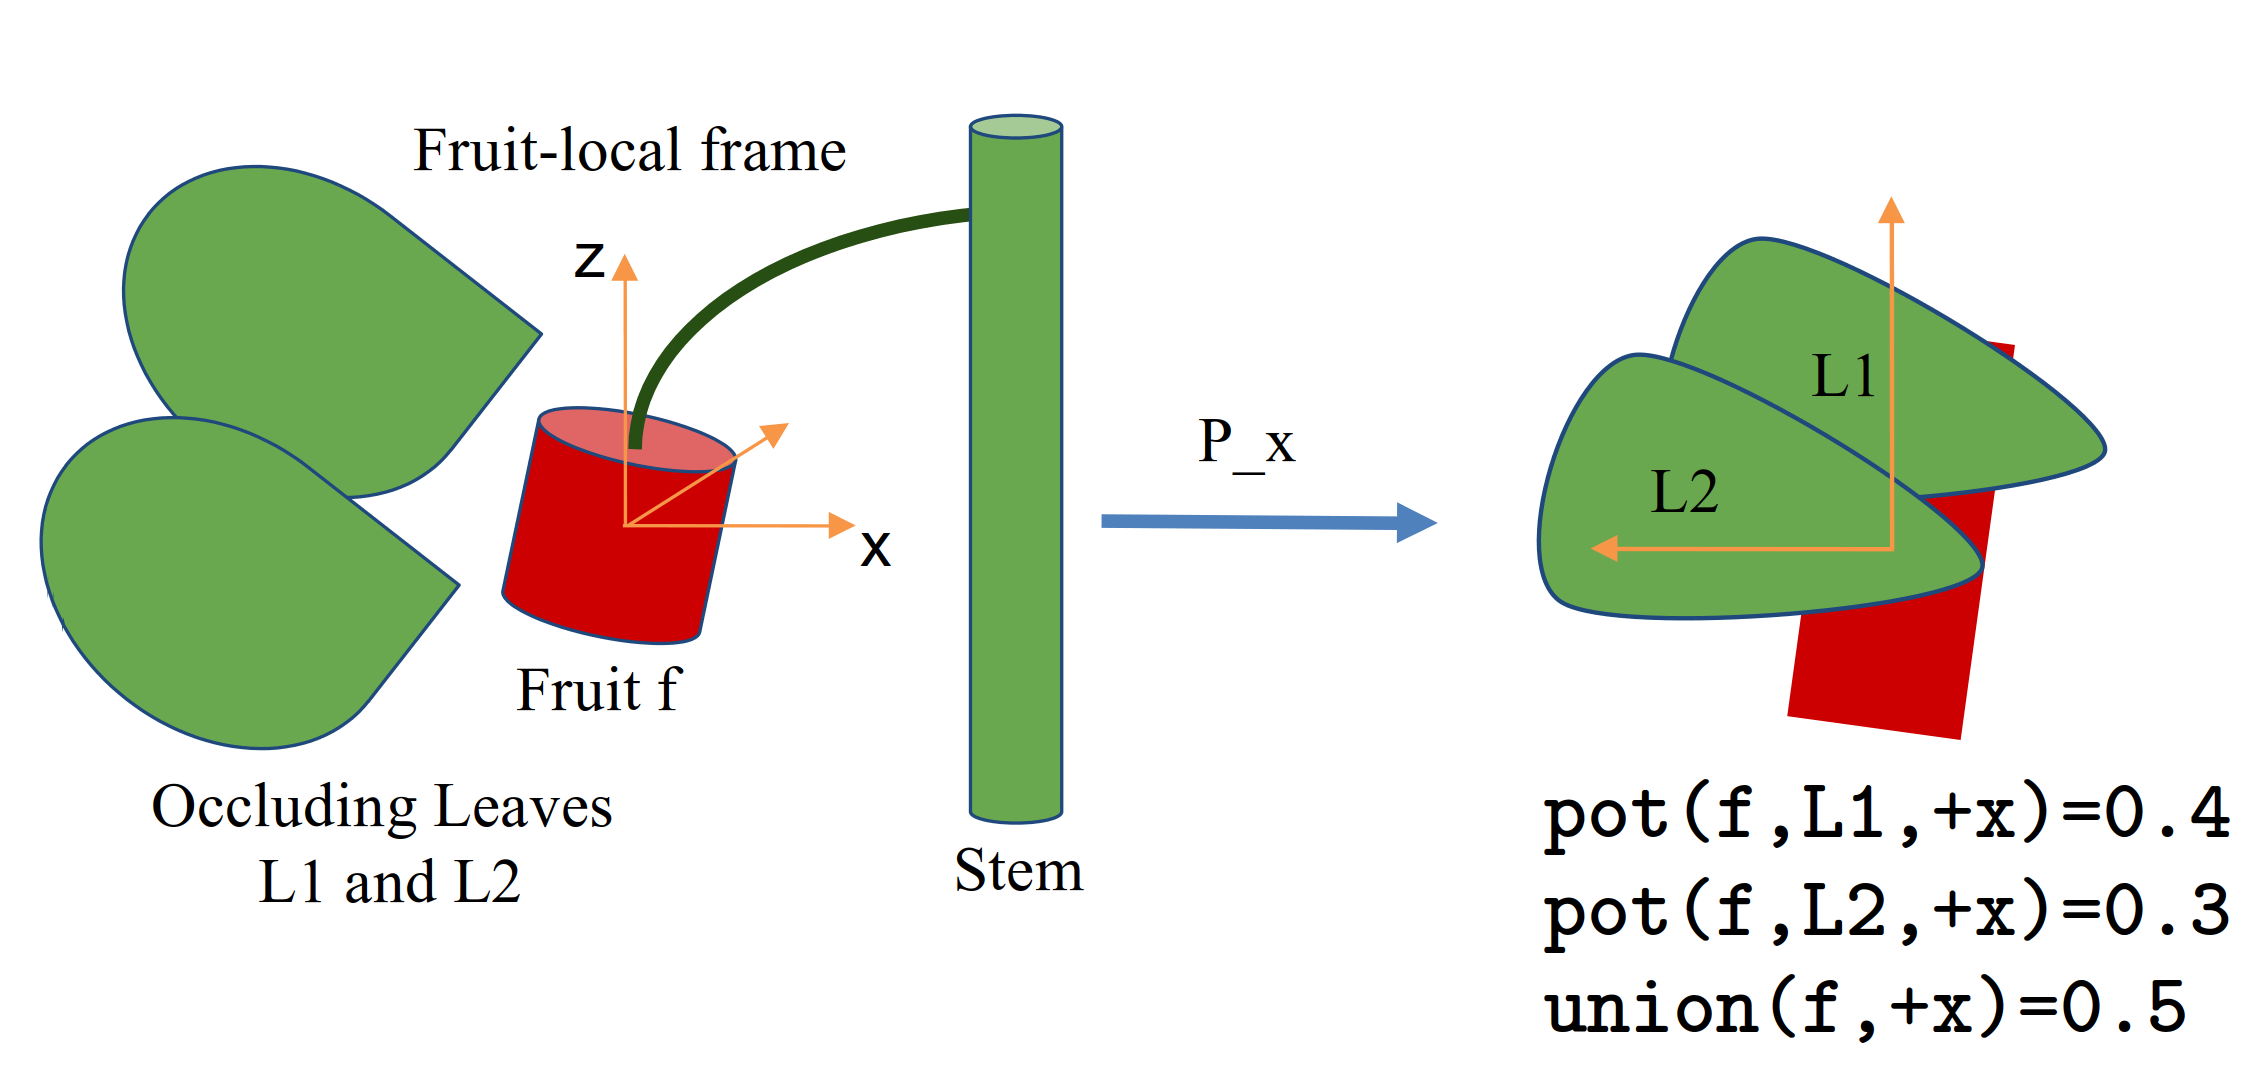 Fruit-local frame
z
x
Fruit f
Occluding Leaves
L1 and L2
Stem
P_x
L1
L2
pot(f,L1,+x)=0.4
pot(f,L2,+x)=0.3
union(f,+x)=0.5